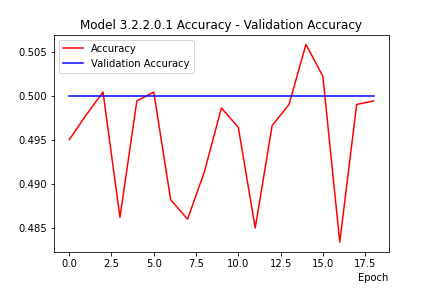 Model 3.2.2.0.1 Accuracy - Validation Accuracy
Accuracy
Validation Accuracy
0.505
0.500
0.495
0.490
0.485
0.0 2.5 5.0 7.5 10.0 12.5 15.0 17.5
Epoch